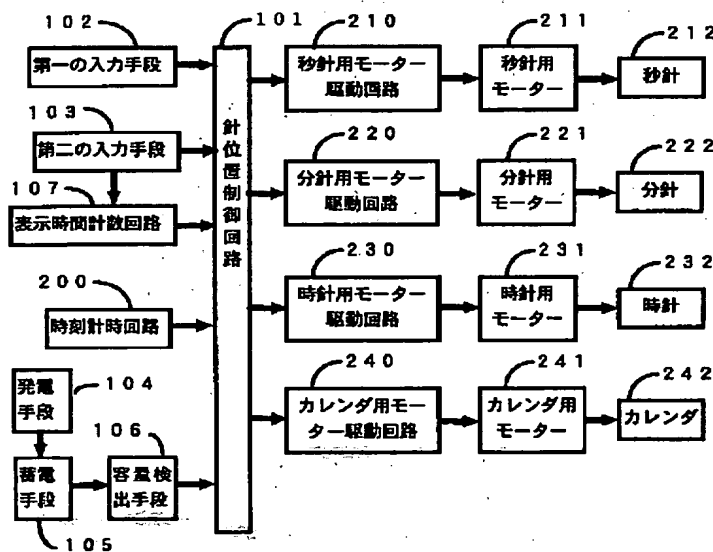 102
101
210
211
212
第一の入力手段
秒針用モーター
駆動回路
秒針用
モーター
秒針
103
第二の入力手段
220
221
222
107
分針用モーター
駆動回路
分針用
モーター
分針
表示時間計数回路
針位置制御回路
230
231
232
200
時刻計時回路
時針用モーター
駆動回路
時針用
モーター
時針
240
241
242
発電
手段
104
カレンダ用モー
ター駆動回路
カレンダ用
モーター
カレンダ
106
蓄電
手段
容量検
出手段
105